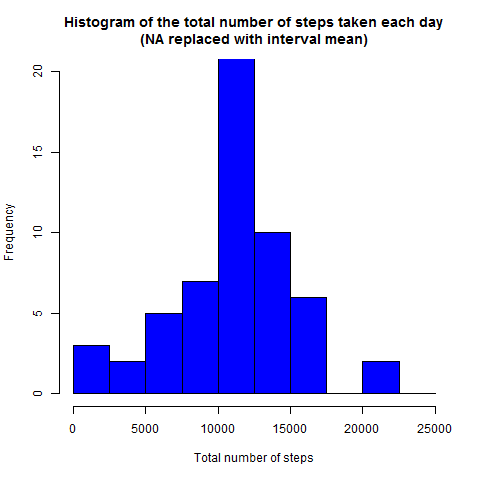 Histogram of the total number of steps taken each day
(NA replaced with interval mean)
Frequency
20
15
10
5
0
0 5000 10000 15000 20000 25000
Total number of steps